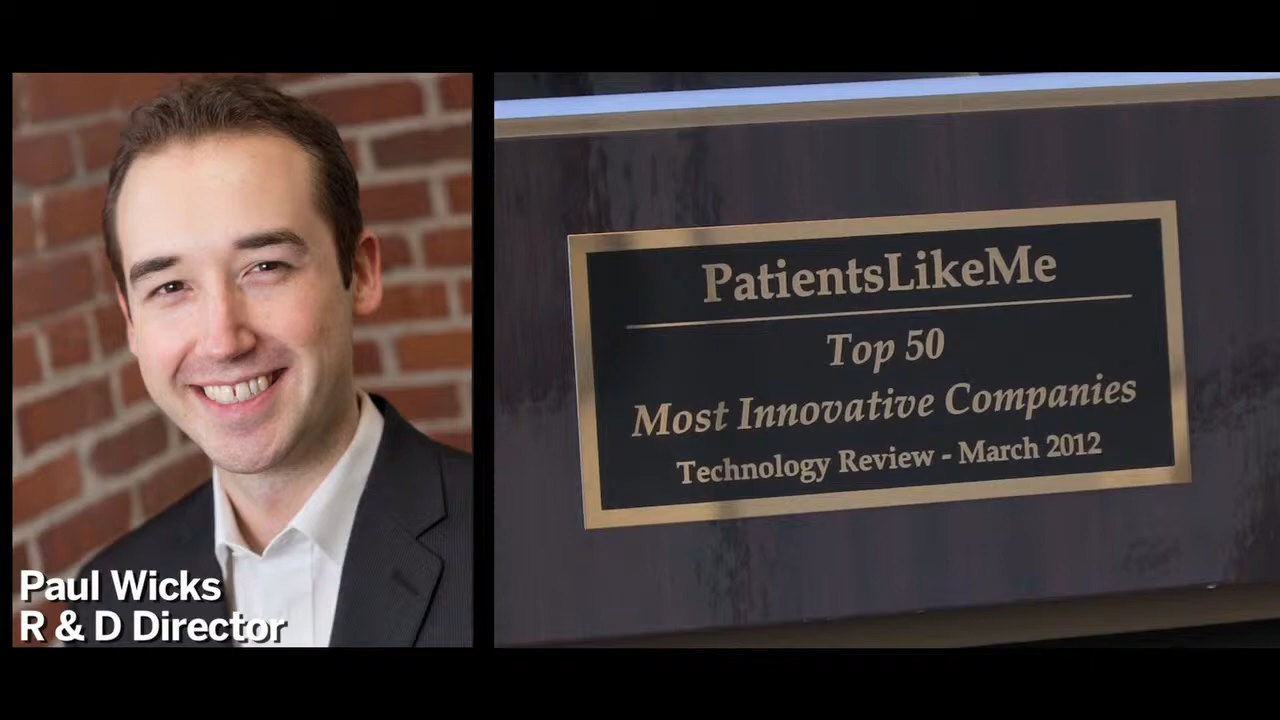 Paul Wicks
R & D Director
PatientsLikeMe
Top 50
Most Innovative Companies
Technology Review - March 2012